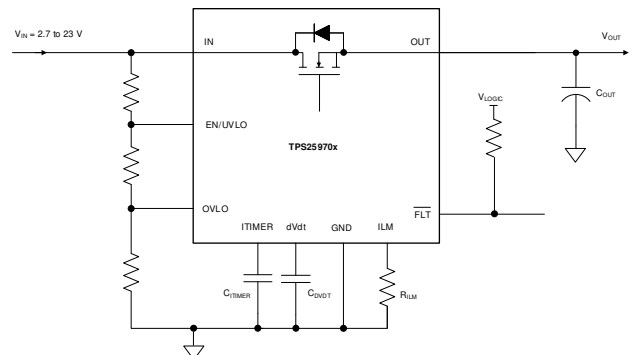 V_IN = 2.7 to 23 V
IN
OUT
V_OUT
C_OUT
V_LOGIC
EN/UVLO
TPS25970x
OVLO
FLT
ITIMER
dVdt
GND
ILM
C_ITIMER
C_DVDT
R_ILM